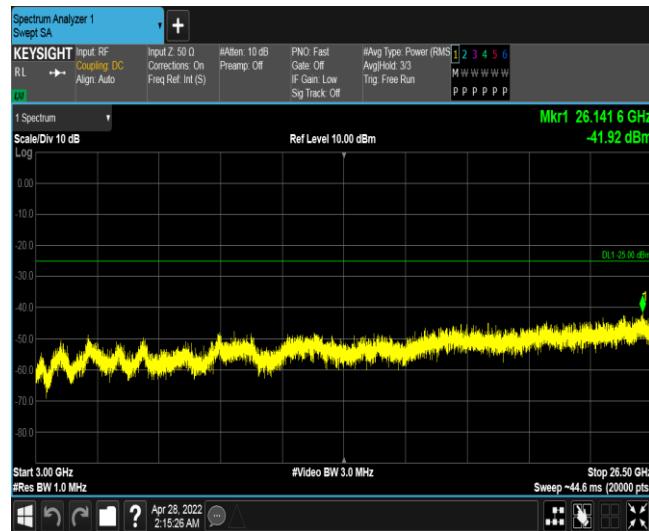 Spectrum Analyzer 1
Swept SA
+
KEYSIGHT
RL
LXI
Input: RF
Coupling: DC
Align: Auto
Input Z: 50 Ω
Corrections: On
Freq Ref: Int (S)
#Atten: 10 dB
Preamp: Off
PNO: Fast
Gate: Off
IF Gain: Low
Sig Track: Off
#Avg Type: Power (RMS
Avg|Hold: 3/3
Trig: Free Run
1 2 3 4 5 6
M W W W W W
P P P P P P
1 Spectrum
Scale/Div 10 dB
Log
Ref Level 10.00 dBm
Mkr1 26.141 6 GHz
-41.92 dBm
0.00
-10.0
-20.0
DL1 -25.00 dBm
-30.0
1
-40.0
-50.0
-60.0
-70.0
-80.0
Start 3.00 GHz
#Res BW 1.0 MHz
#Video BW 3.0 MHz
Stop 26.50 GHz
Sweep ~44.6 ms (20000 pts
?
Apr 28, 2022
2:15:26 AM